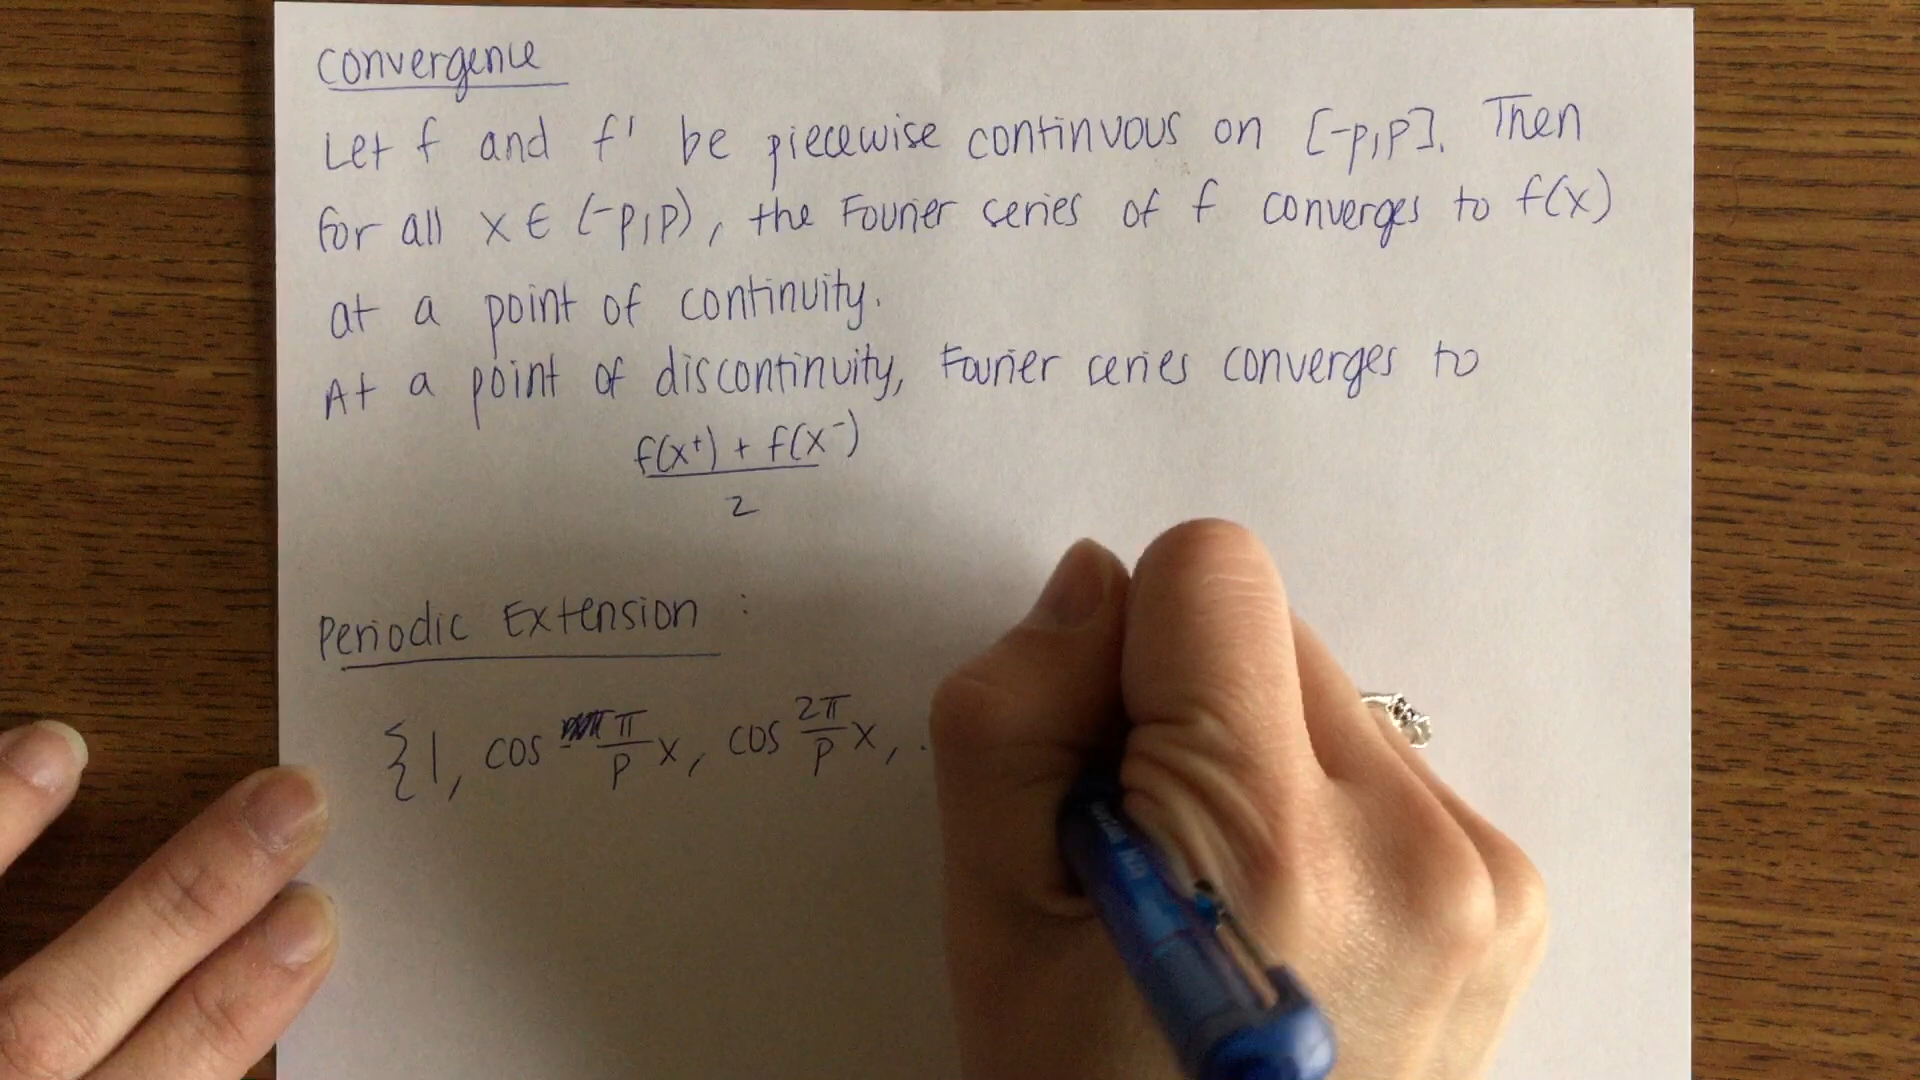 Convergence
Let f and f' be piecewise continuous on [-p,p]. Then
for all x ∈ (-p,p), the Fourier series of f converges to f(x)
at a point of continuity.
At a point of discontinuity, Fourier series converges to
f(x⁺) + f(x⁻)
2
Periodic Extension :
{1, cos π/p x, cos 2π/p x, .